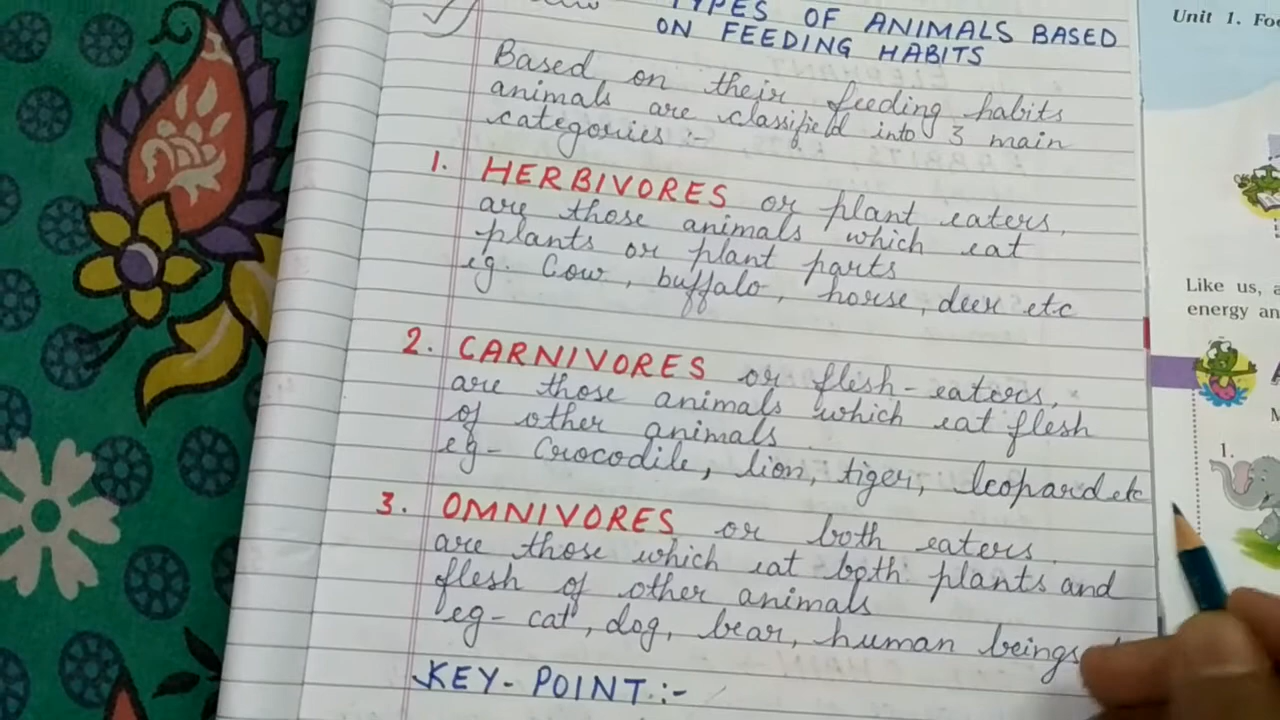 TYPES OF ANIMALS BASED
ON FEEDING HABITS
Based on their feeding habits
animals are classified into 3 main
categories :-
1. HERBIVORES or plant eaters,
are those animals which eat
plants or plant parts
eg. Cow, buffalo, horse, deer etc
2. CARNIVORES or flesh-eaters,
are those animals which eat flesh
of other animals
eg- Crocodile, lion, tiger, leopard etc
3. OMNIVORES or both eaters
are those which eat both plants and
flesh of other animals
eg- cat, dog, bear, human beings
KEY-POINT :-
Unit 1.
Like us,
energy an
1.